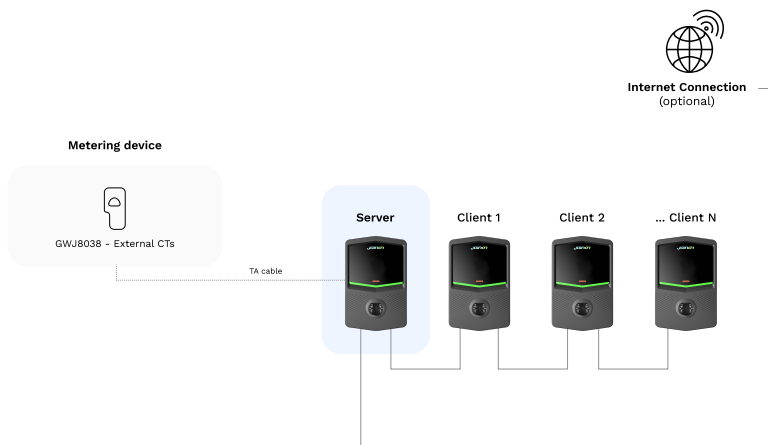 Internet Connection
(optional)
Metering device
GWJ8038 - External CTs
TA cable
Server
Client 1
Client 2
... Client N